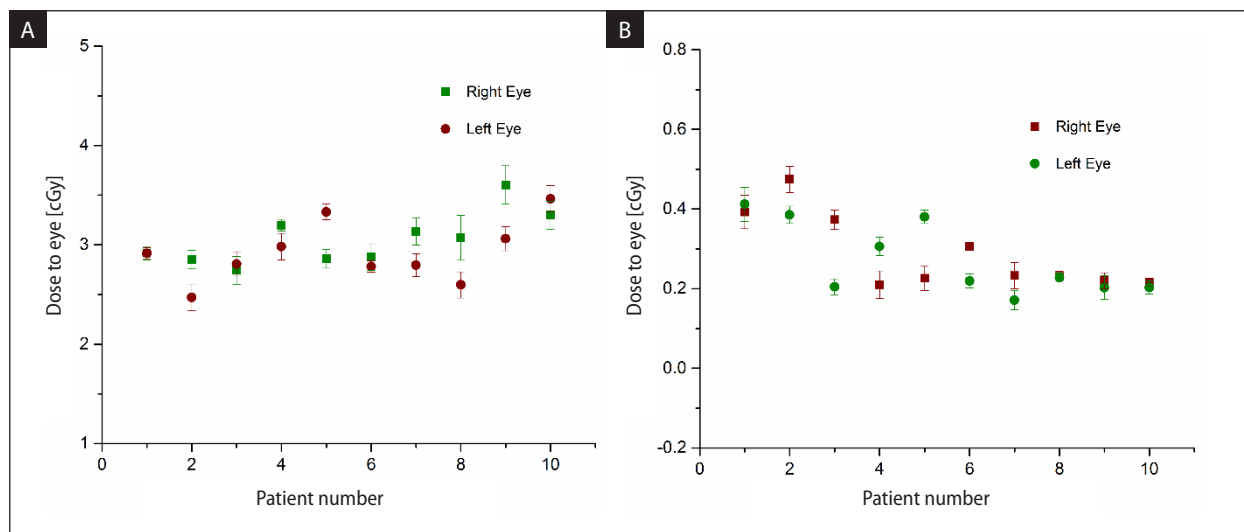 A
5
4
3
2
1
Dose to eye [cGy]
Right Eye
Left Eye
0 2 4 6 8 10
Patient number
B
0.8
0.6
0.4
0.2
0.0
-0.2
Dose to eye [cGy]
Right Eye
Left Eye
0 2 4 6 8 10
Patient number